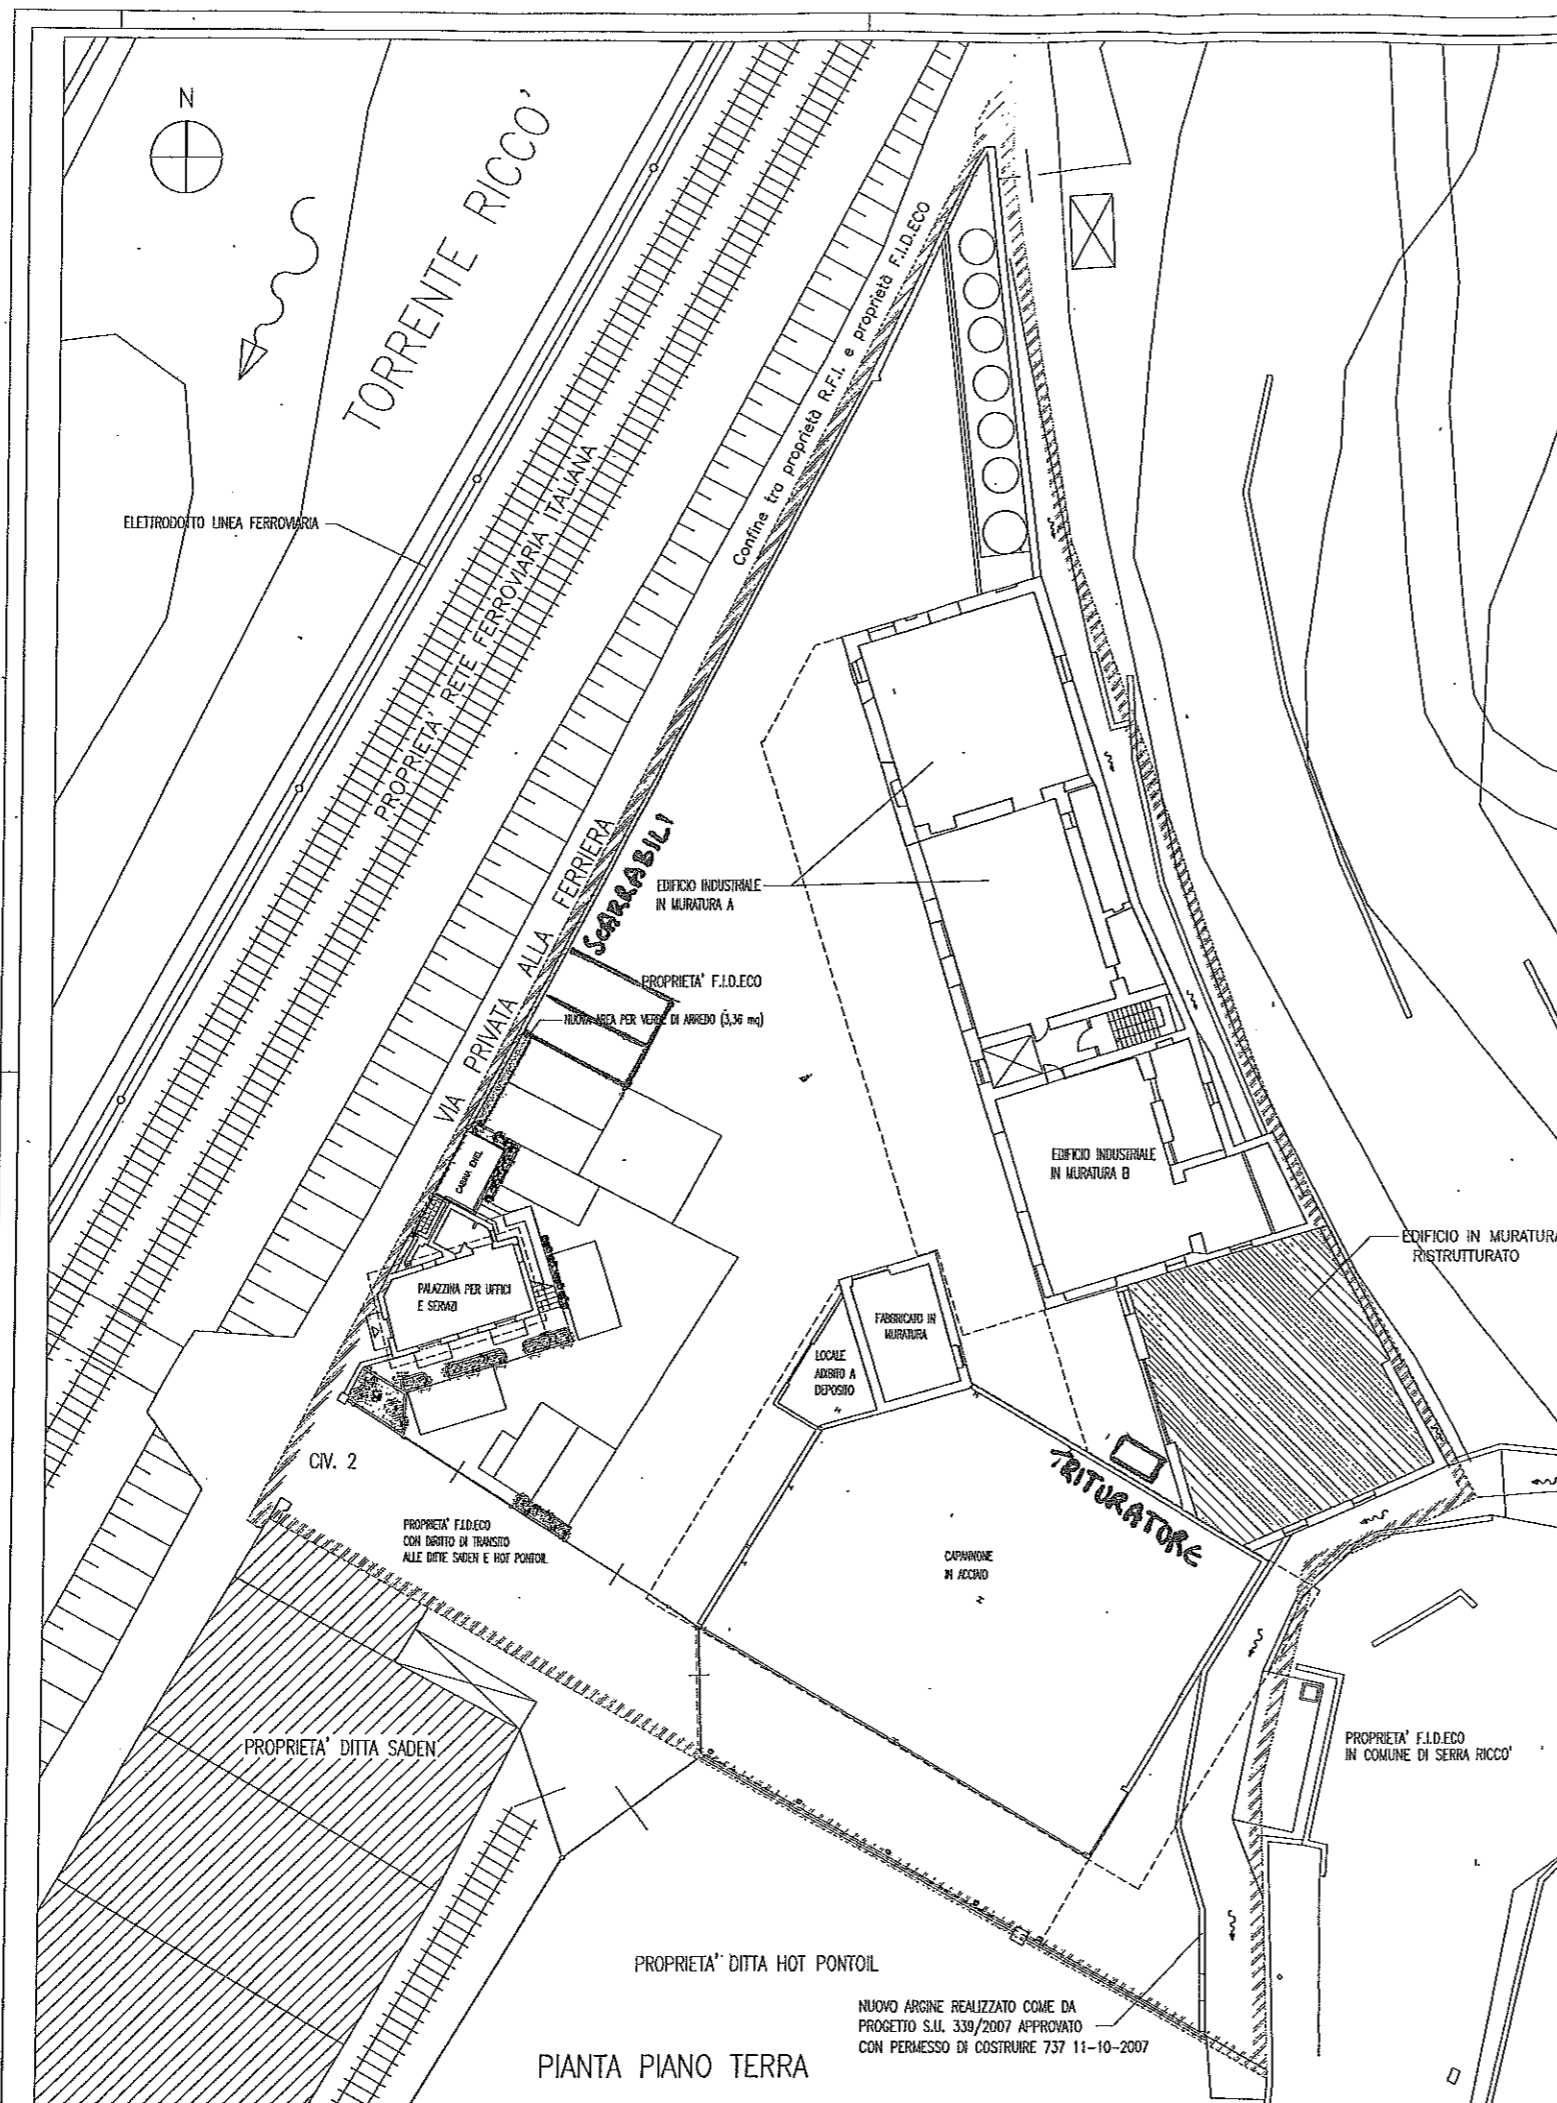 N
TORRENTE RICCO'
ELETTRODOTTO LINEA FERROVIARIA
PROPRIETA' RETE FERROVIARIA ITALIANA
Confine tra proprietà R.F.I. e proprietà F.I.D.ECO
VIA PRIVATA ALLA FERRIERA
SCARRABILI
EDIFICIO INDUSTRIALE
IN MURATURA A
PROPRIETA' F.I.D.ECO
NUOVA AREA PER VERDE DI ARREDO (3,36 mq)
CABINA ENEL
EDIFICIO INDUSTRIALE
IN MURATURA B
EDIFICIO IN MURATURA
RISTRUTTURATO
PALAZZINA PER UFFICI
E SERVIZI
FABBRICATO IN
MURATURA
LOCALE
ADIBITO A
DEPOSITO
TRITURATORE
CIV. 2
PROPRIETA' F.I.D.ECO
CON DIRITTO DI TRANSITO
ALLE DITTE SADEN E HOT PONTOIL
CAPANNONE
IN ACCIAIO
PROPRIETA' DITTA SADEN
PROPRIETA' F.I.D.ECO
IN COMUNE DI SERRA RICCO'
PROPRIETA' DITTA HOT PONTOIL
NUOVO ARGINE REALIZZATO COME DA
PROGETTO S.U. 339/2007 APPROVATO
CON PERMESSO DI COSTRUIRE 737 11-10-2007
PIANTA PIANO TERRA